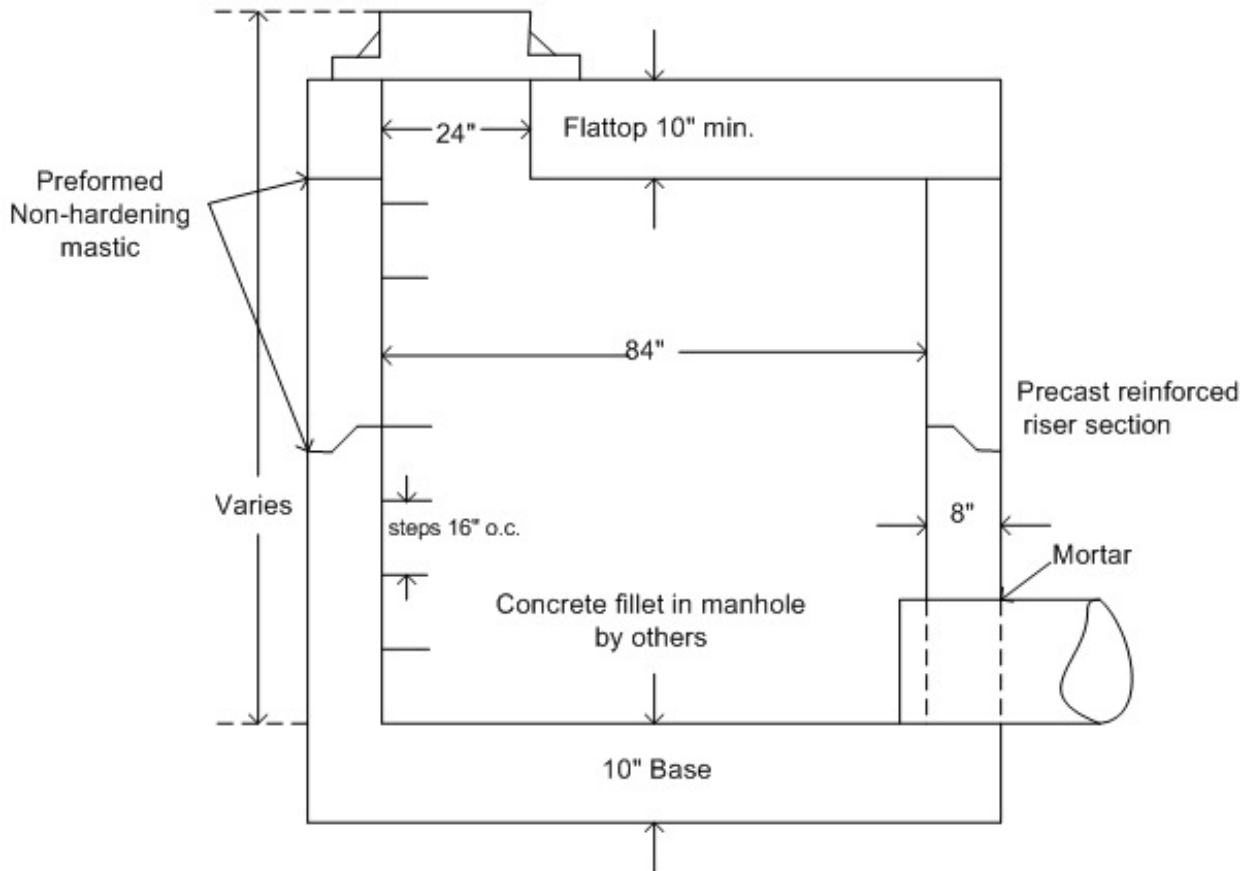 24"
Flattop 10" min.
Preformed
Non-hardening
mastic
84"
Precast reinforced
riser section
Varies
steps 16" o.c.
8"
Mortar
Concrete fillet in manhole
by others
10" Base